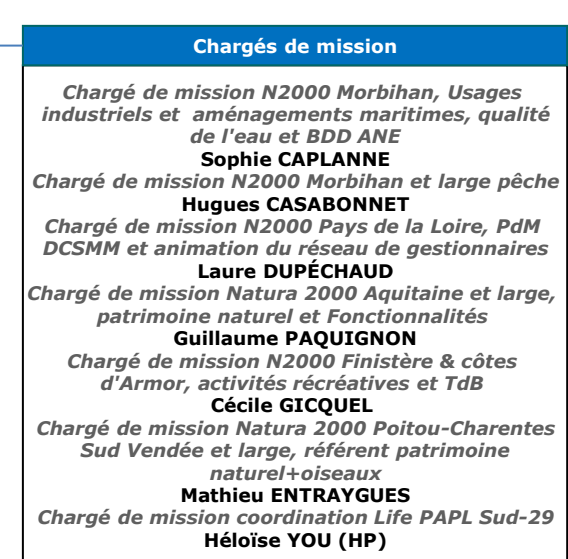 Chargés de mission
Chargé de mission N2000 Morbihan, Usages
industriels et aménagements maritimes, qualité
de l'eau et BDD ANE
Sophie CAPLANNE
Chargé de mission N2000 Morbihan et large pêche
Hugues CASABONNET
Chargé de mission N2000 Pays de la Loire, PdM
DCSMM et animation du réseau de gestionnaires
Laure DUPÉCHAUD
Chargé de mission Natura 2000 Aquitaine et large,
patrimoine naturel et Fonctionnalités
Guillaume PAQUIGNON
Chargé de mission N2000 Finistère & côtes
d'Armor, activités récréatives et TdB
Cécile GICQUEL
Chargé de mission Natura 2000 Poitou-Charentes
Sud Vendée et large, référent patrimoine
naturel+oiseaux
Mathieu ENTRAYGUES
Chargé de mission coordination Life PAPL Sud-29
Héloïse YOU (HP)